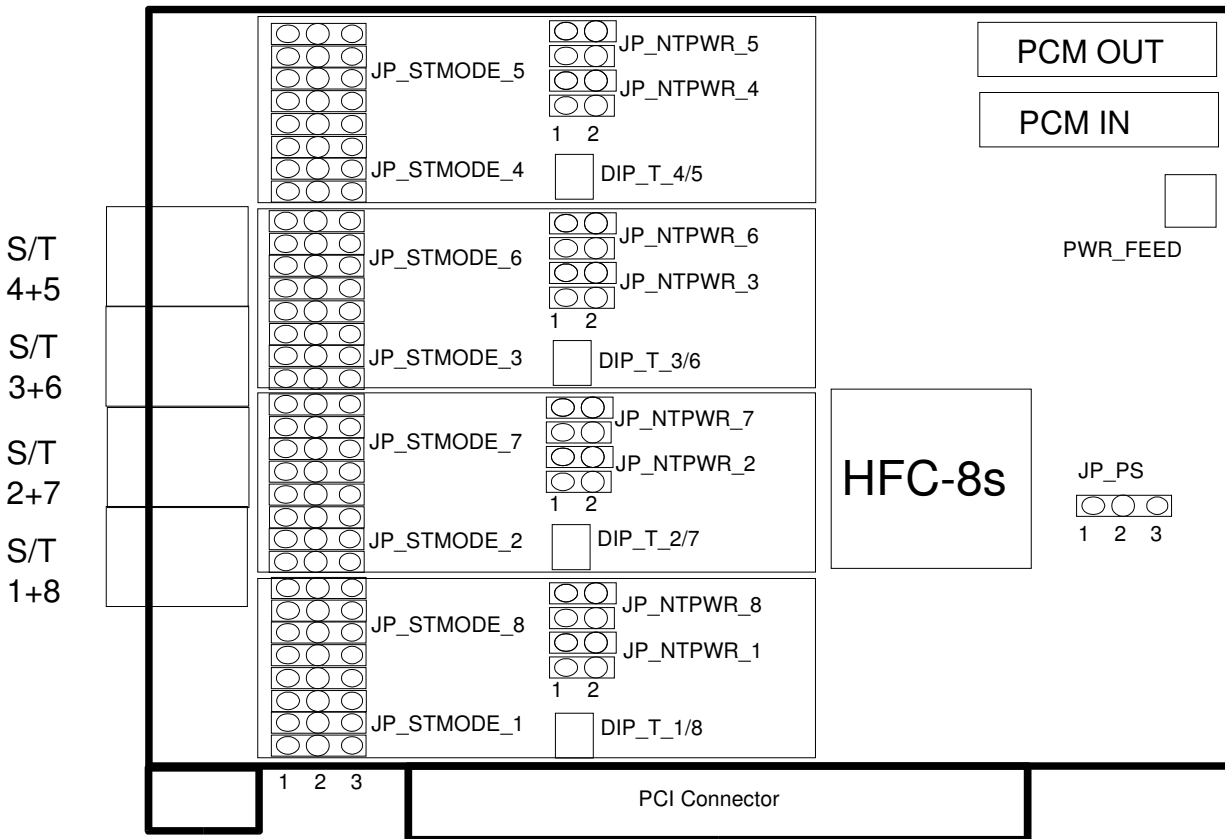 JP_STMODE_5
JP_NTPWR_5
JP_NTPWR_4
1 2
JP_STMODE_4
DIP_T_4/5
PCM OUT
PCM IN
PWR_FEED
S/T
4+5
S/T
3+6
S/T
2+7
S/T
1+8
JP_STMODE_6
JP_NTPWR_6
JP_NTPWR_3
1 2
JP_STMODE_3
DIP_T_3/6
JP_STMODE_7
JP_NTPWR_7
JP_NTPWR_2
1 2
JP_STMODE_2
DIP_T_2/7
HFC-8s
JP_PS
1 2 3
JP_STMODE_8
JP_NTPWR_8
JP_NTPWR_1
1 2
JP_STMODE_1
DIP_T_1/8
1 2 3
PCI Connector